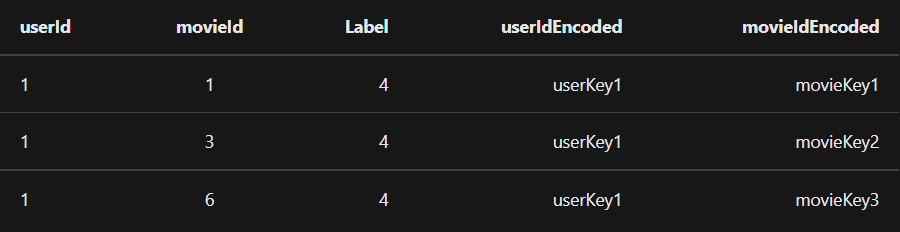 userId movieId Label userIdEncoded movieIdEncoded
1 1 4 userKey1 movieKey1
1 3 4 userKey1 movieKey2
1 6 4 userKey1 movieKey3